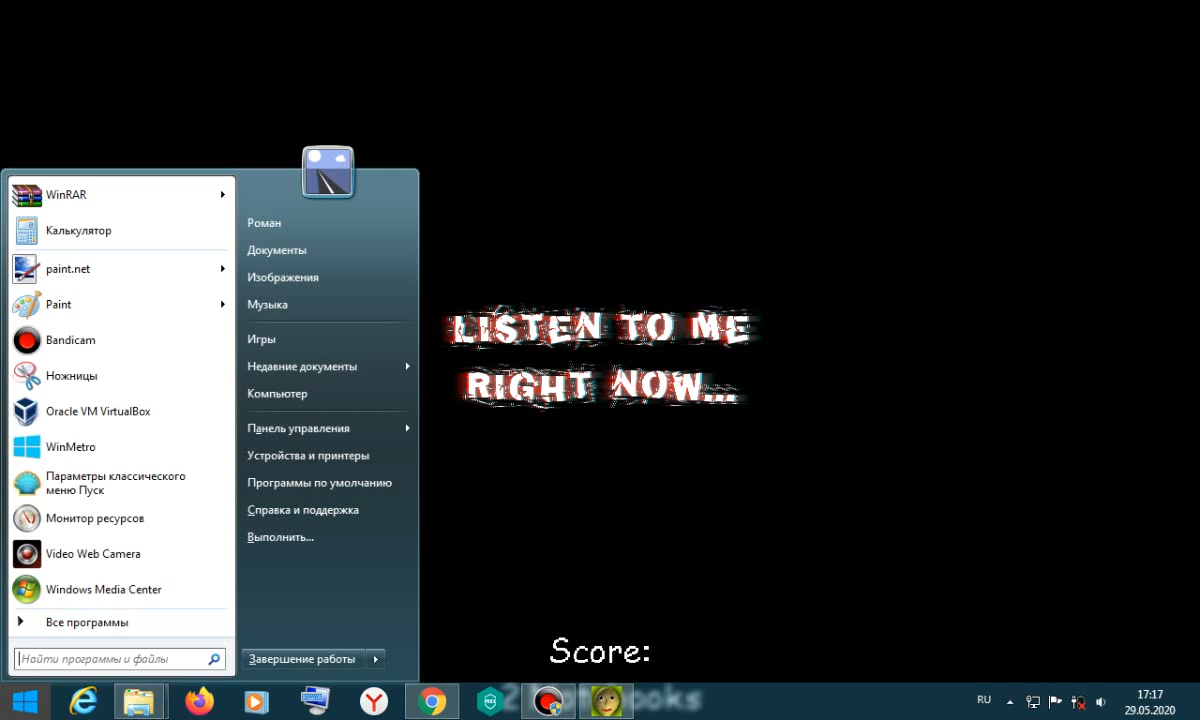 WinRAR
Калькулятор
paint.net
Paint
Bandicam
Ножницы
Oracle VM VirtualBox
WinMetro
Параметры классического
меню Пуск
Монитор ресурсов
Video Web Camera
Windows Media Center
Все программы
Найти программы и файлы
Роман
Документы
Изображения
Музыка
Игры
Недавние документы
Компьютер
Панель управления
Устройства и принтеры
Программы по умолчанию
Справка и поддержка
Выполнить...
Завершение работы
LISTEN TO ME
RIGHT NOW...
Score:
2
RU
17:17
29.05.2020